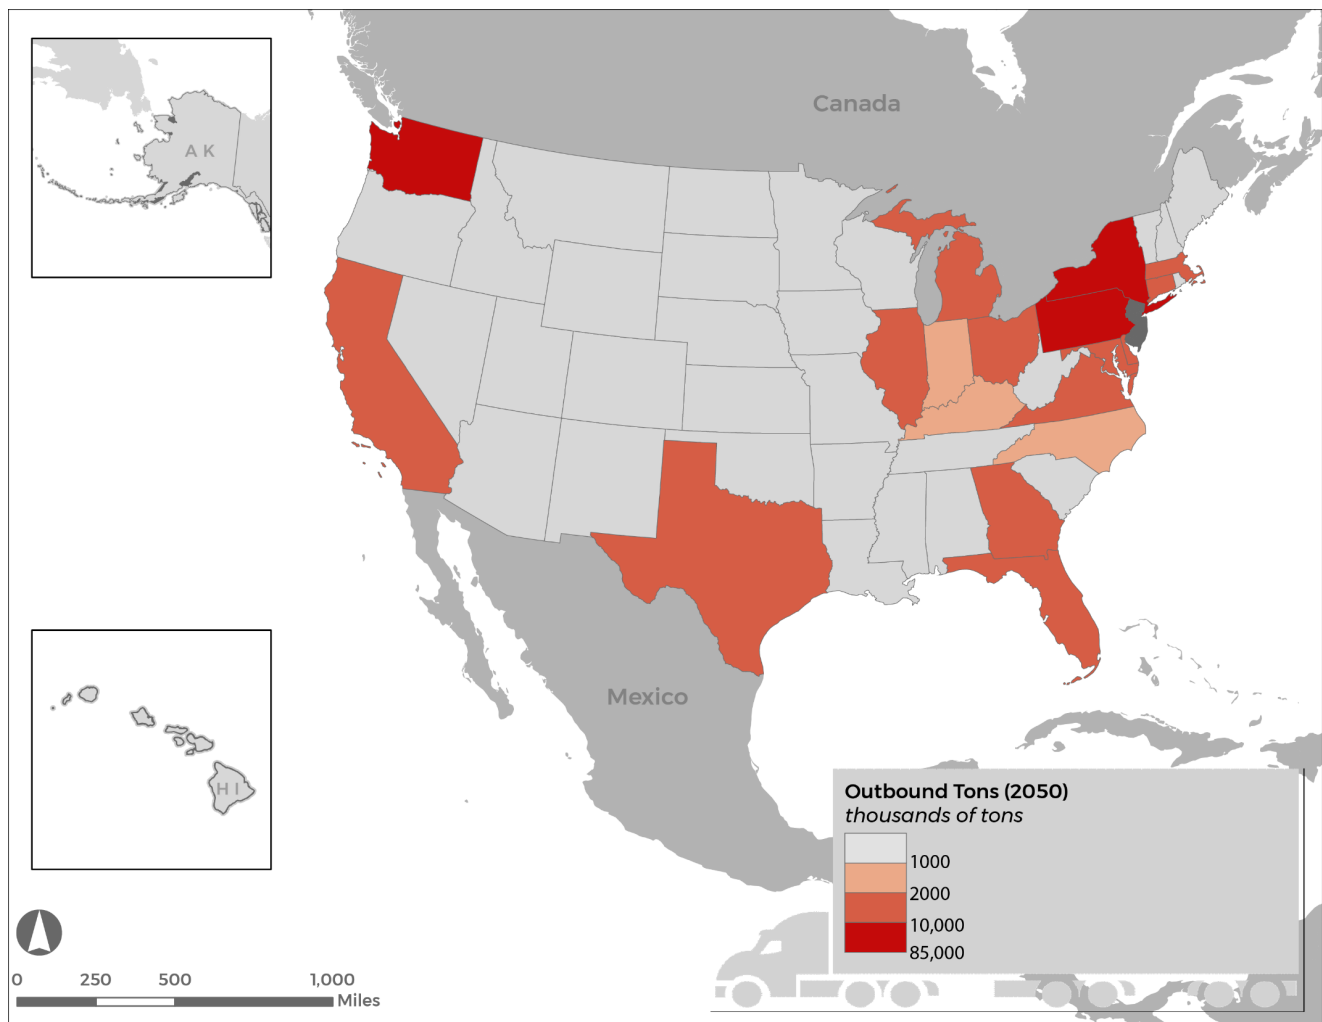 Canada
A K
Mexico
H I
Outbound Tons (2050)
thousands of tons
1000
2000
10,000
85,000
0 250 500 1,000
Miles